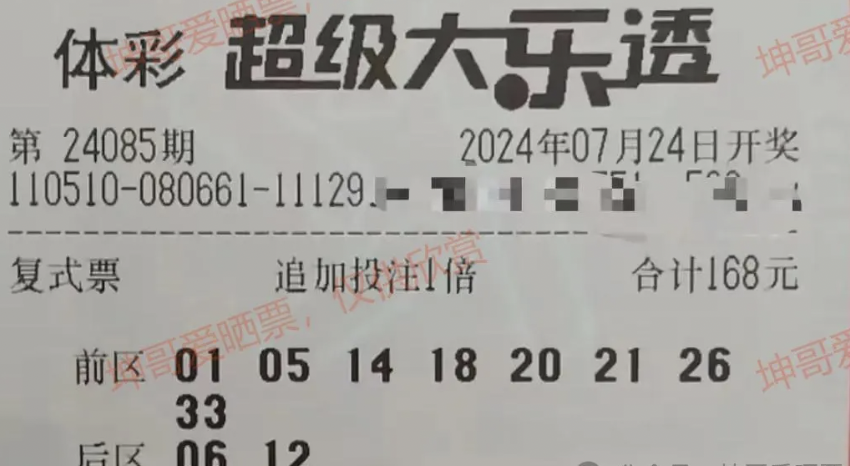 体彩 超级大乐透
第 24085期 2024年07月24日开奖
110510-080661-11129
复式票 追加投注1倍 合计168元
前区 01 05 14 18 20 21 26
33
后区 06 12
坤哥爱晒票,
坤哥
坤哥爱晒票, 仅供欣赏
坤哥爱